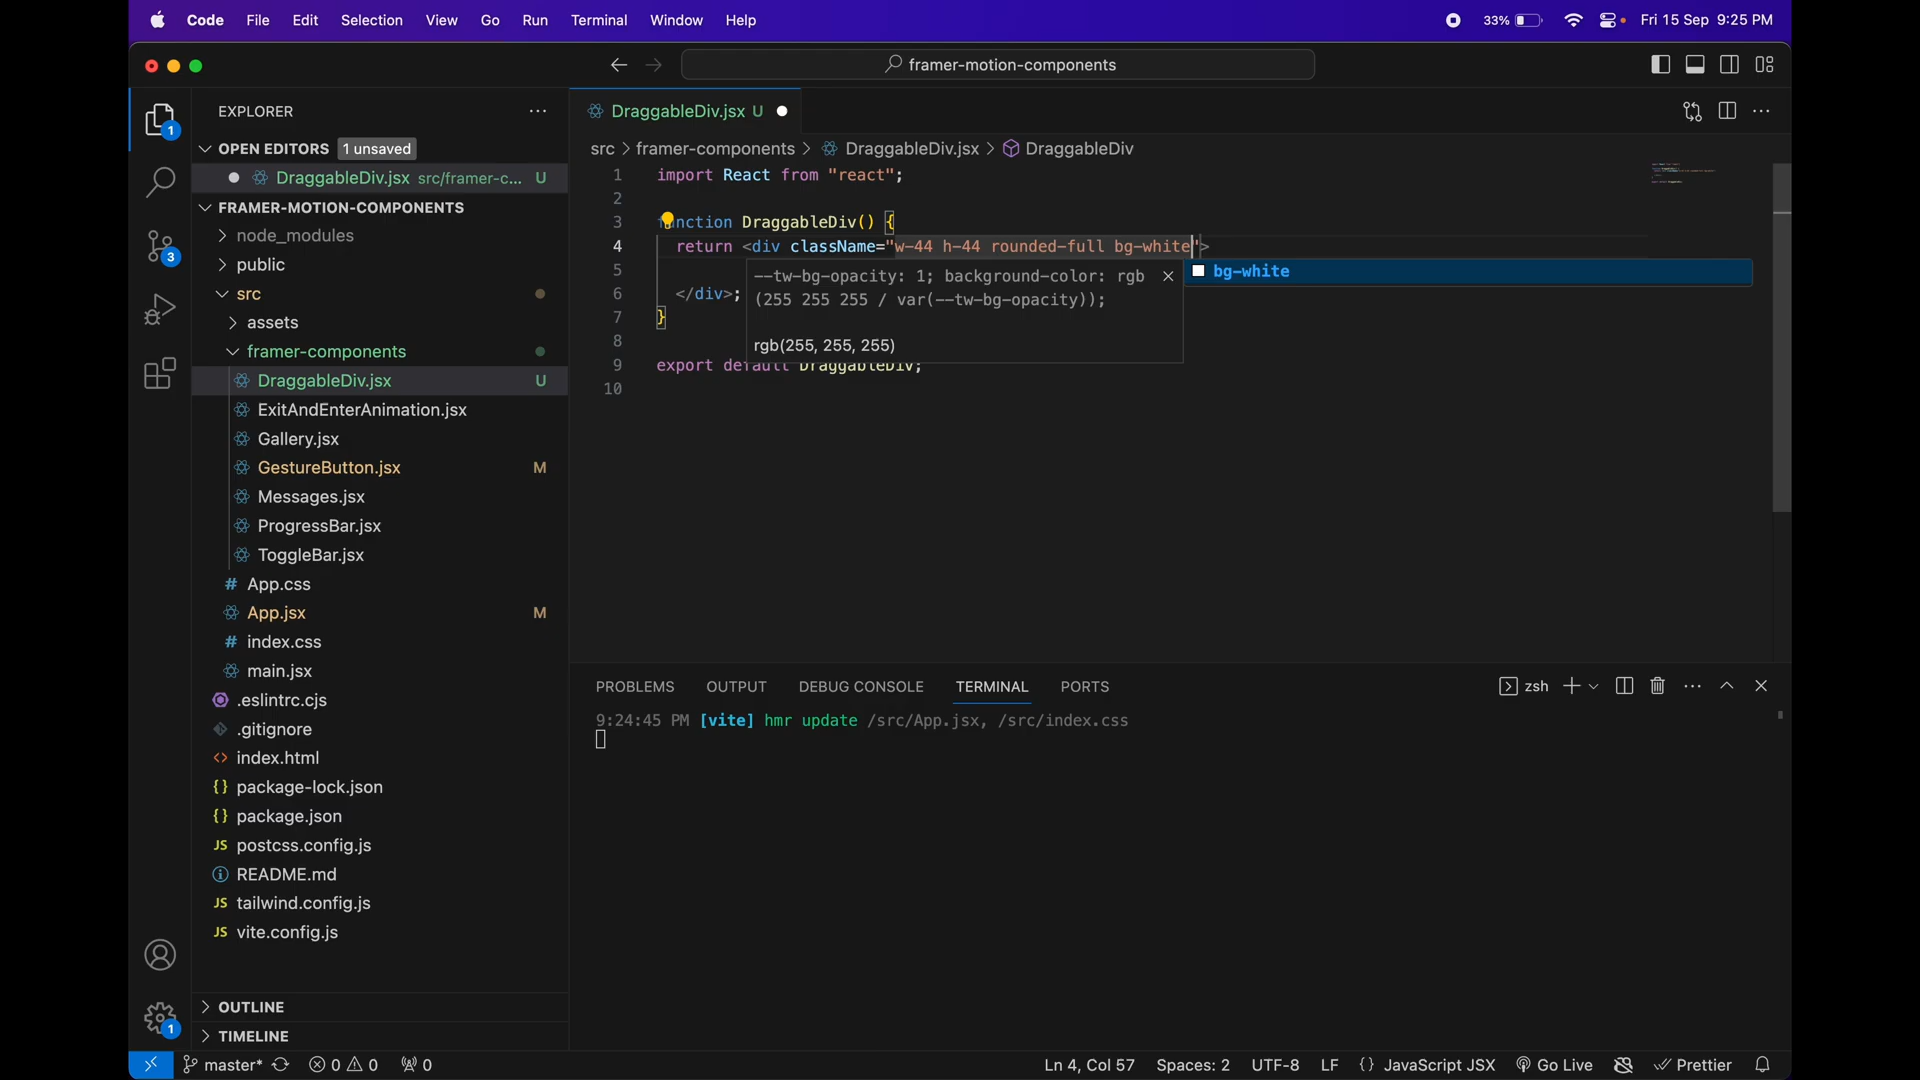 Code File Edit Selection View Go Run Terminal Window Help
33% Fri 15 Sep 9:25 PM
framer-motion-components
EXPLORER
OPEN EDITORS 1 unsaved
DraggableDiv.jsx src/framer-c... U
FRAMER-MOTION-COMPONENTS
node_modules
public
src
assets
framer-components
DraggableDiv.jsx U
ExitAndEnterAnimation.jsx
Gallery.jsx
GestureButton.jsx M
Messages.jsx
ProgressBar.jsx
ToggleBar.jsx
# App.css
App.jsx M
# index.css
main.jsx
.eslintrc.cjs
.gitignore
<> index.html
{} package-lock.json
{} package.json
JS postcss.config.js
README.md
JS tailwind.config.js
JS vite.config.js
OUTLINE
TIMELINE
1
3
1
DraggableDiv.jsx U
src > framer-components > DraggableDiv.jsx > DraggableDiv
1 import React from "react";
2
3 nction DraggableDiv() {
4 return <div className="w-44 h-44 rounded-full bg-white">
5
6 </div>;
7 }
8
9 export default DraggableDiv;
10
--tw-bg-opacity: 1; background-color: rgb
(255 255 255 / var(--tw-bg-opacity));
rgb(255, 255, 255)
bg-white
PROBLEMS OUTPUT DEBUG CONSOLE TERMINAL PORTS
zsh
9:24:45 PM [vite] hmr update /src/App.jsx, /src/index.css
master* 0 0 0
Ln 4, Col 57 Spaces: 2 UTF-8 LF {} JavaScript JSX Go Live Prettier